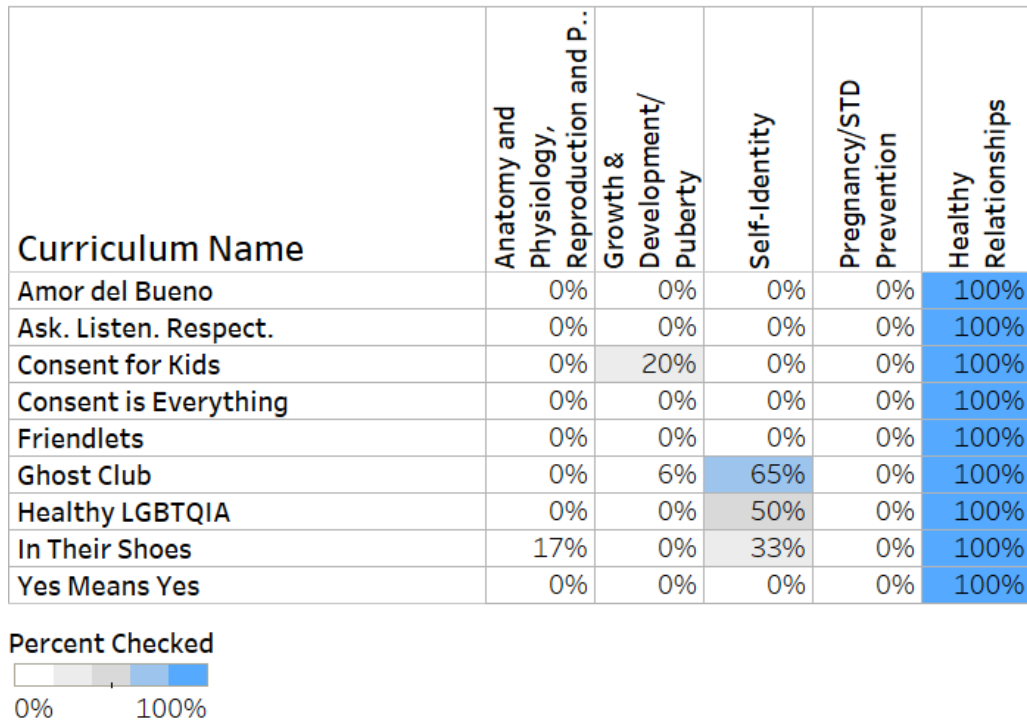 Curriculum Name
Anatomy and
Physiology,
Reproduction and P..
Growth &
Development/
Puberty
Self-Identity
Pregnancy/STD
Prevention
Healthy
Relationships
Amor del Bueno 0% 0% 0% 0% 100%
Ask. Listen. Respect. 0% 0% 0% 0% 100%
Consent for Kids 0% 20% 0% 0% 100%
Consent is Everything 0% 0% 0% 0% 100%
Friendlets 0% 0% 0% 0% 100%
Ghost Club 0% 6% 65% 0% 100%
Healthy LGBTQIA 0% 0% 50% 0% 100%
In Their Shoes 17% 0% 33% 0% 100%
Yes Means Yes 0% 0% 0% 0% 100%
Percent Checked
0% 100%